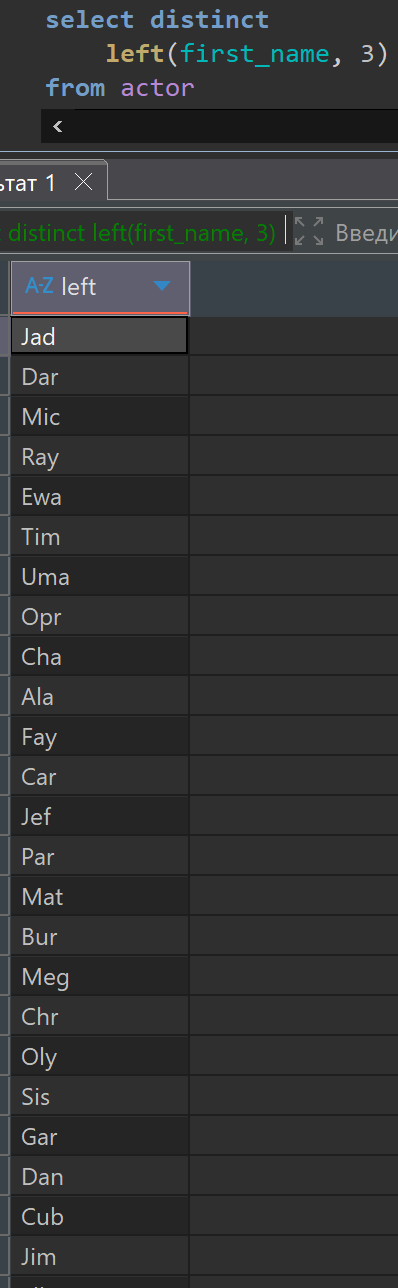 select distinct
left(first_name, 3)
from actor
ьтат 1
distinct left(first_name, 3)
Введи
A-Z left
Jad
Dar
Mic
Ray
Ewa
Tim
Uma
Opr
Cha
Ala
Fay
Car
Jef
Par
Mat
Bur
Meg
Chr
Oly
Sis
Gar
Dan
Cub
Jim